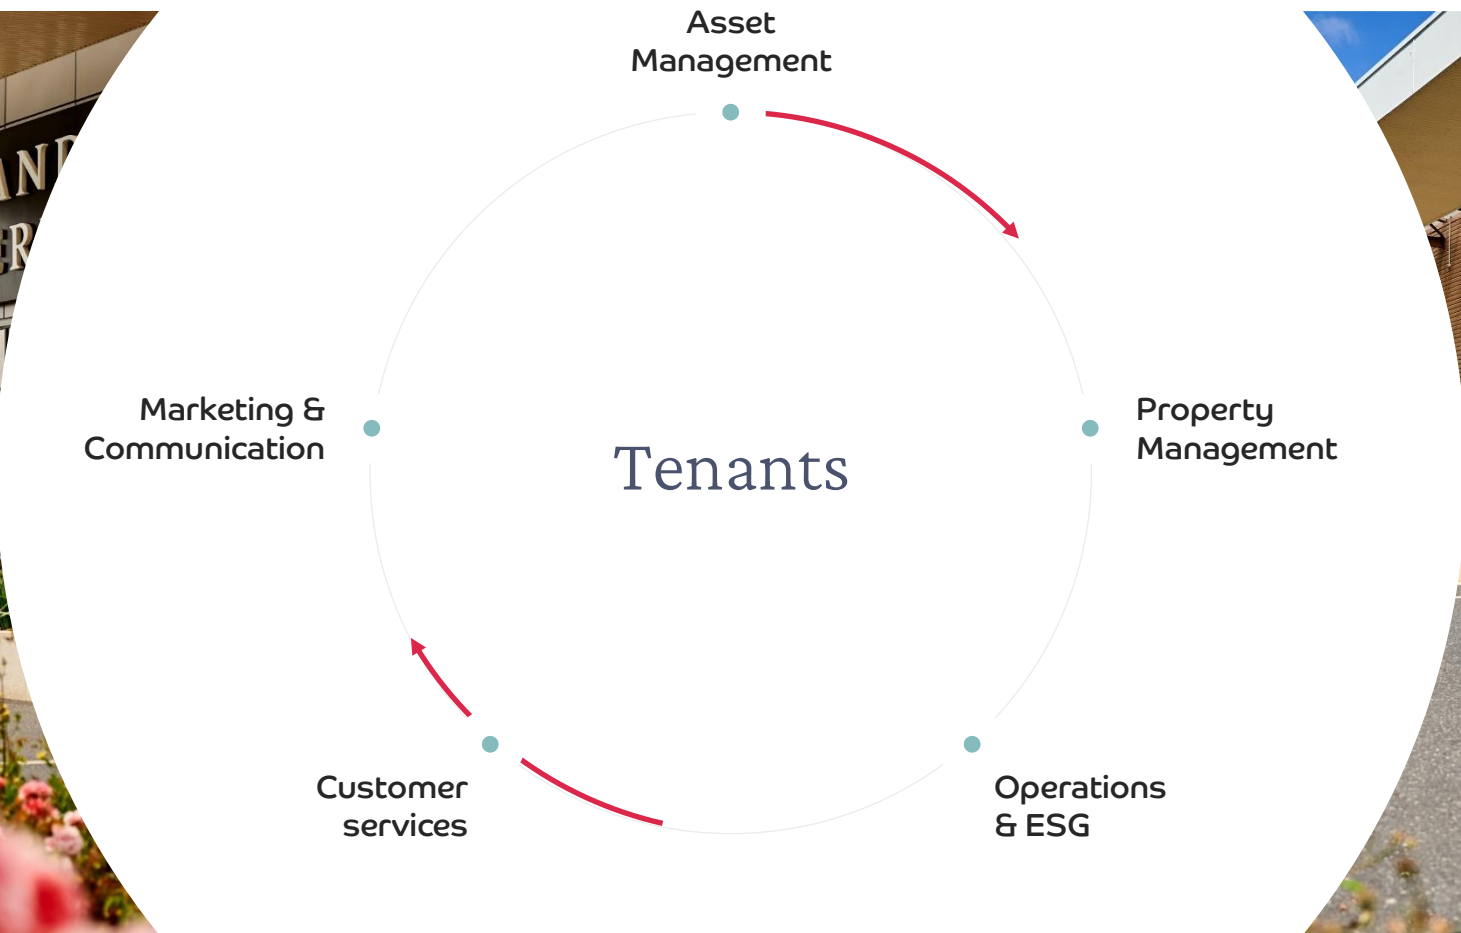 Asset
Management
Marketing &
Communication
Property
Management
Tenants
Customer
services
Operations
& ESG